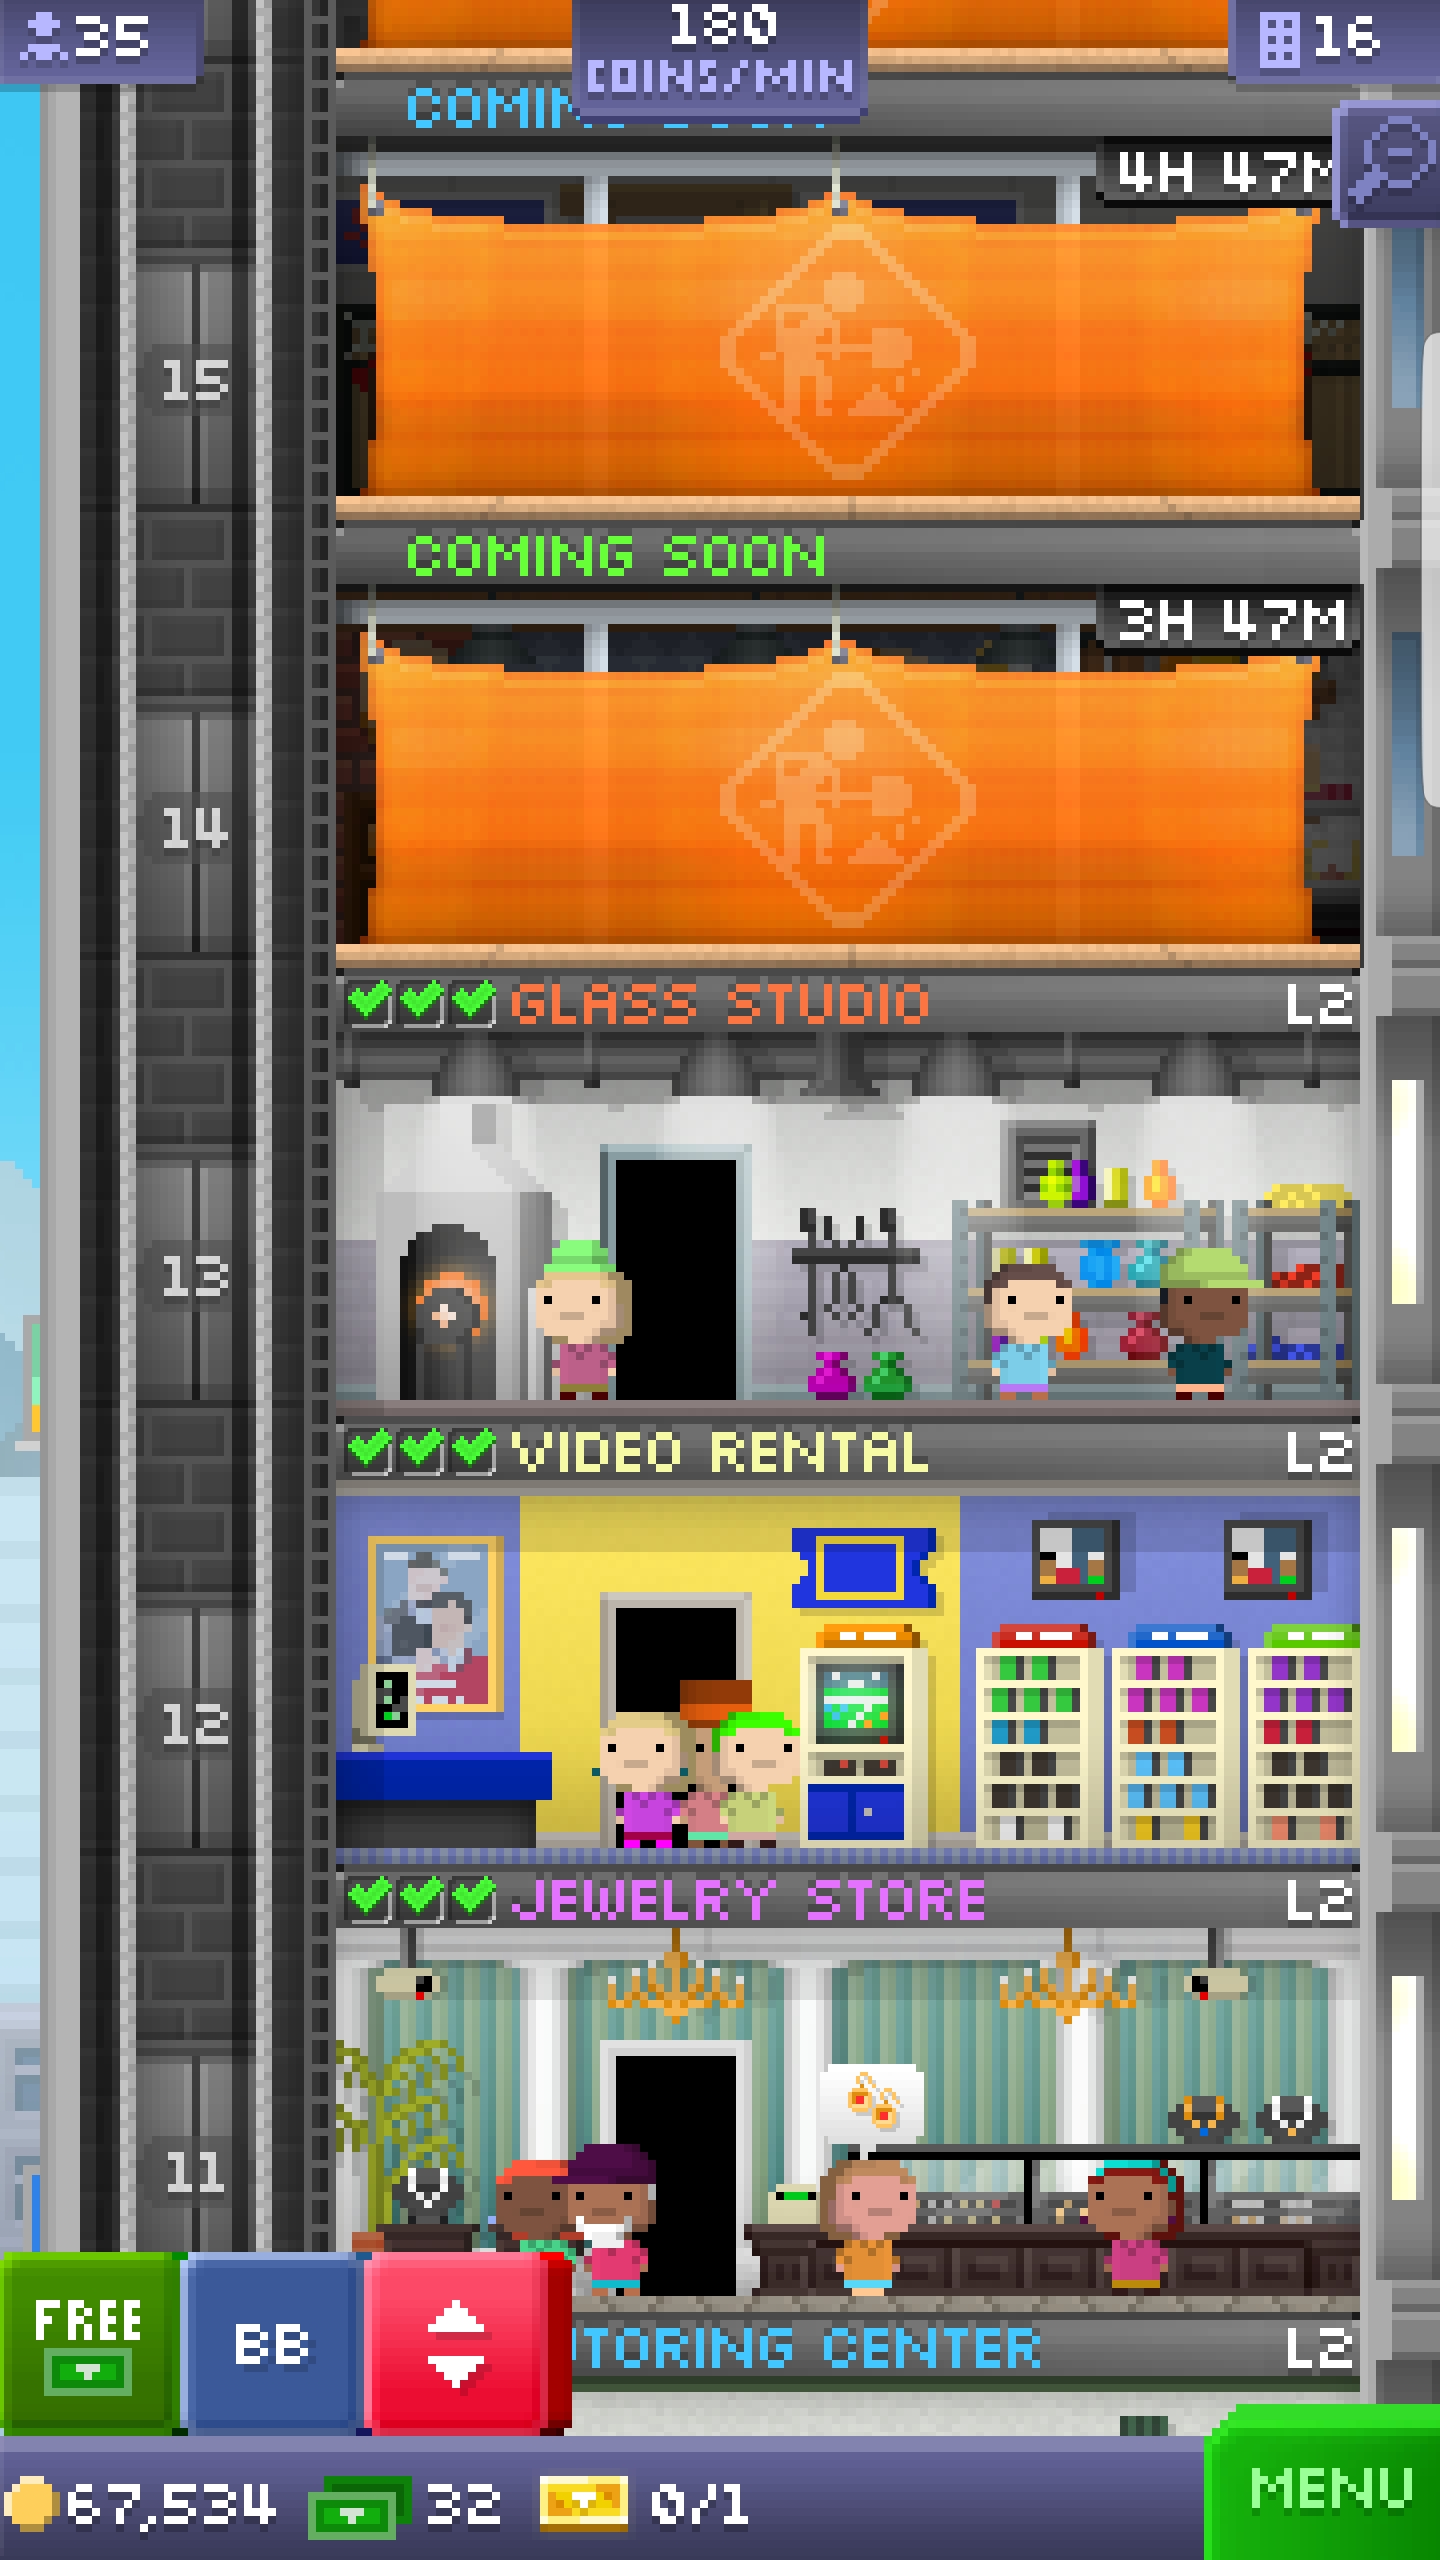 35
180
COINS/MIN
16
COMIN
4H 47M
15
COMING SOON
3H 47M
14
GLASS STUDIO L2
13
VIDEO RENTAL L2
12
JEWELRY STORE L2
11
FREE
BB
TORING CENTER L2
67,534
32
0/1
MENU